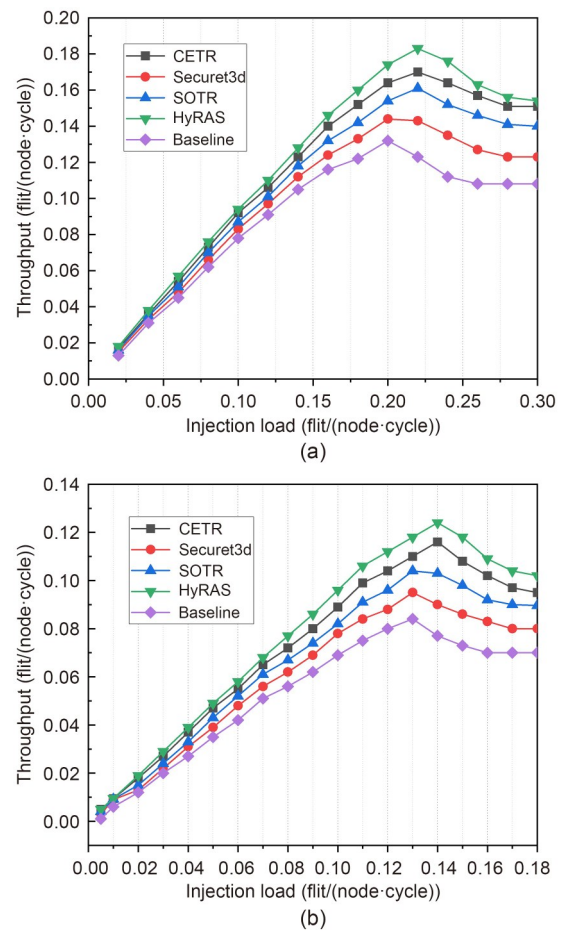 0.20
0.18
0.16
0.14
0.12
0.10
0.08
0.06
0.04
0.02
0.00
Throughput (flit/(node·cycle))
CETR
Securet3d
SOTR
HyRAS
Baseline
0.00 0.05 0.10 0.15 0.20 0.25 0.30
Injection load (flit/(node·cycle))
(a)
0.14
0.12
0.10
0.08
0.06
0.04
0.02
0.00
Throughput (flit/(node·cycle))
CETR
Securet3d
SOTR
HyRAS
Baseline
0.00 0.02 0.04 0.06 0.08 0.10 0.12 0.14 0.16 0.18
Injection load (flit/(node·cycle))
(b)